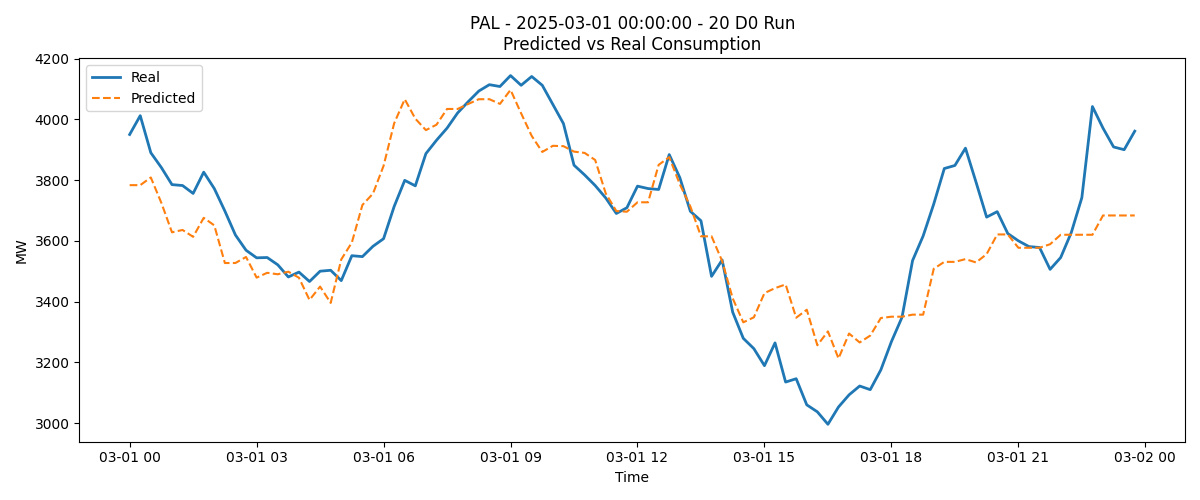 PAL - 2025-03-01 00:00:00 - 20 D0 Run
Predicted vs Real Consumption
Real
Predicted
4200
4000
3800
3600
3400
3200
3000
MW
03-01 00
03-01 03
03-01 06
03-01 09
03-01 12
03-01 15
03-01 18
03-01 21
03-02 00
Time